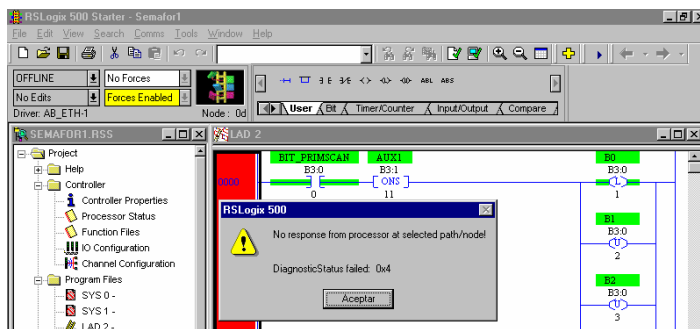 RSLogix 500 Starter - Semafor1
File Edit View Search Comms Tools Window Help
OFFLINE No Forces
No Edits Forces Enabled
Driver: AB_ETH-1 Node: 0d
ABL ABS
User Bit Timer/Counter Input/Output Compare
SEMAFOR1.RSS
LAD 2
Project
Help
Controller
Controller Properties
Processor Status
Function Files
IO Configuration
Channel Configuration
Program Files
SYS 0 -
SYS 1 -
LAD 2 -
BIT_PRIMSCAN AUX1 B0
B3:0 B3:1 B3:0
0000 ONS L
0 11 1
B1
B3:0
U
2
B2
B3:0
U
3
RSLogix 500
No response from processor at selected path/node!
DiagnosticStatus failed: 0x4
Aceptar